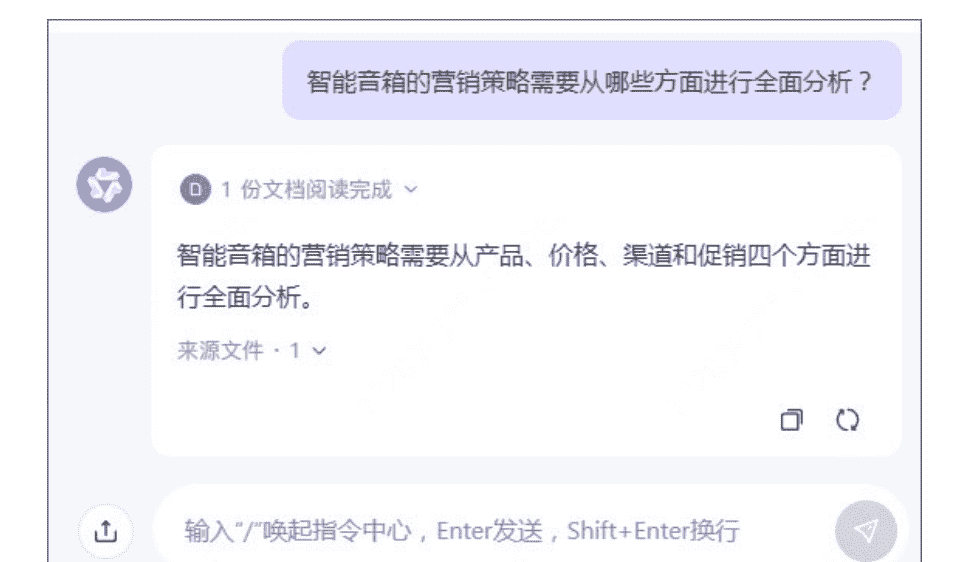 智能音箱的营销策略需要从哪些方面进行全面分析？
1 份文档阅读完成
智能音箱的营销策略需要从产品、价格、渠道和促销四个方面进
行全面分析。
来源文件 · 1
输入“/”唤起指令中心，Enter发送，Shift+Enter换行